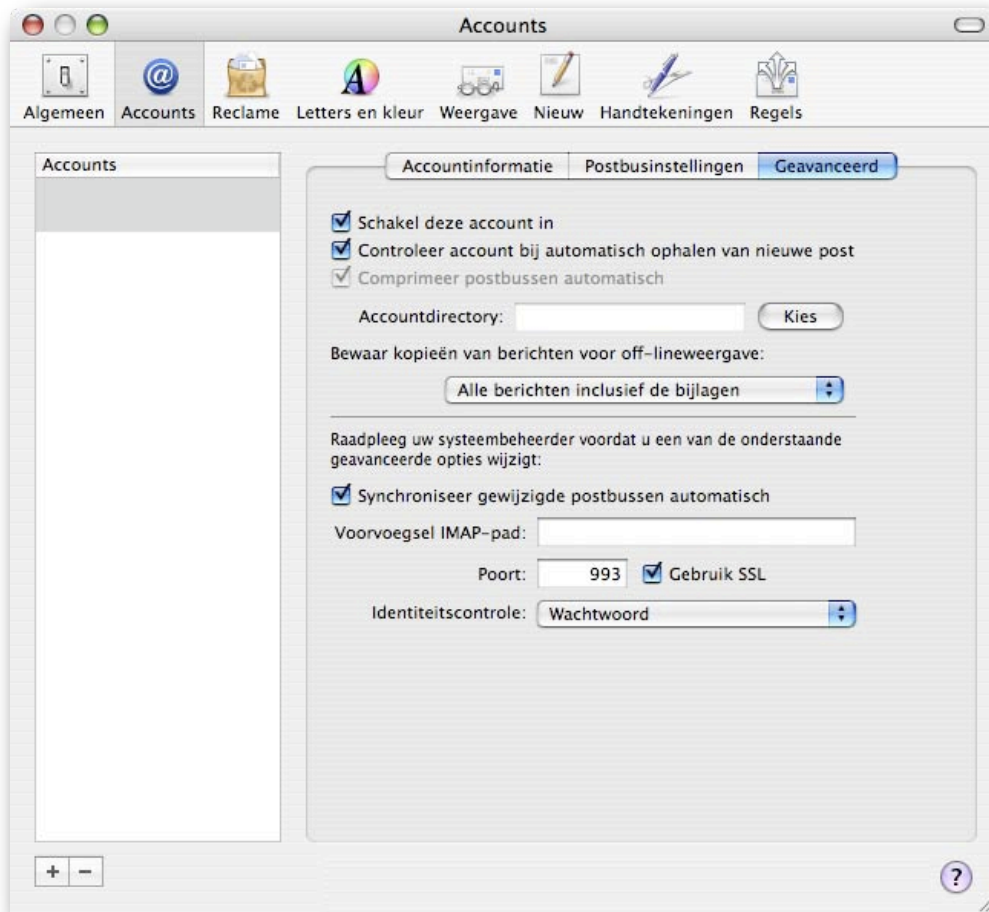 Accounts
Algemeen Accounts Reclame Letters en kleur Weergave Nieuw Handtekeningen Regels
Accounts
Accountinformatie Postbusinstellingen Geavanceerd
Schakel deze account in
Controleer account bij automatisch ophalen van nieuwe post
Comprimeer postbussen automatisch
Accountdirectory: Kies
Bewaar kopieën van berichten voor off-lineweergave:
Alle berichten inclusief de bijlagen
Raadpleeg uw systeembeheerder voordat u een van de onderstaande
geavanceerde opties wijzigt:
Synchroniseer gewijzigde postbussen automatisch
Voorvoegsel IMAP-pad:
Poort: 993 Gebruik SSL
Identiteitscontrole: Wachtwoord
+ − ?